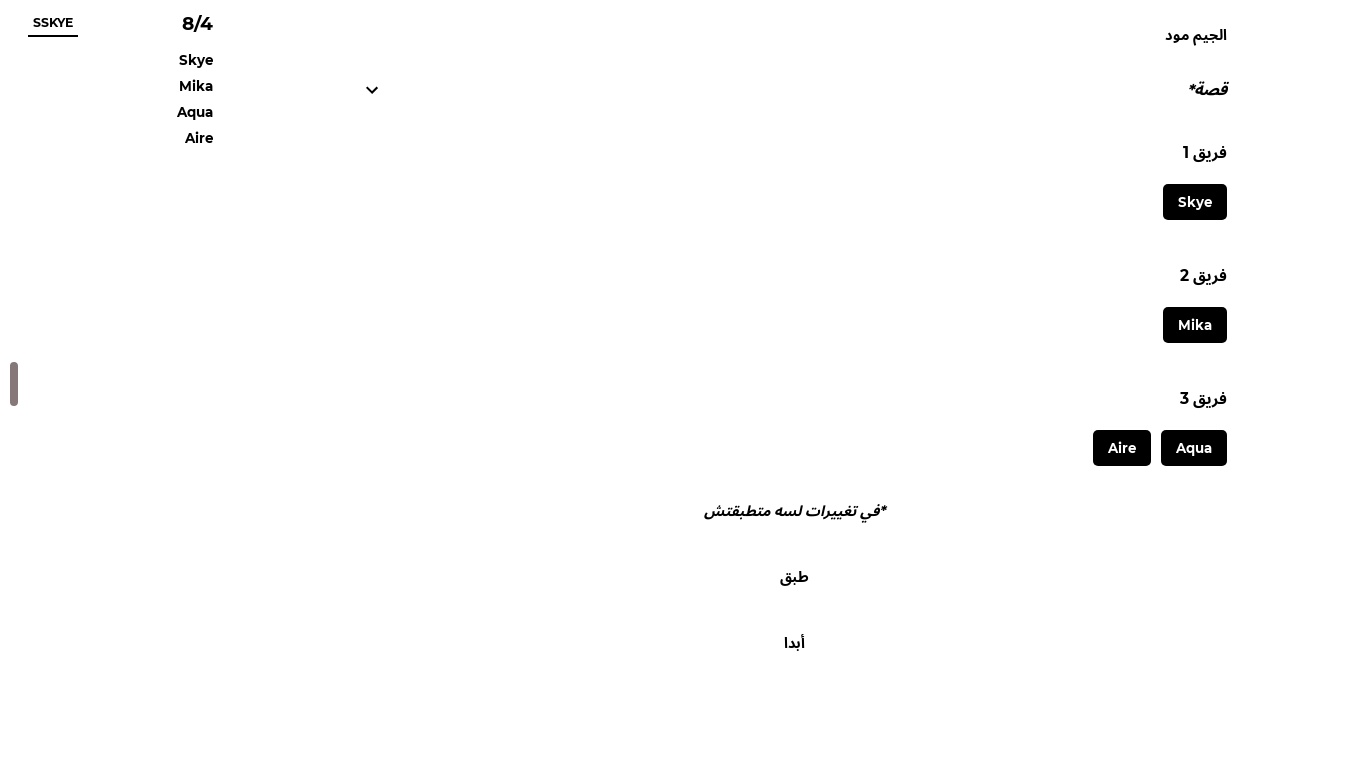 الجيم مود
قصة*
فريق 1
Skye
فريق 2
Mika
فريق 3
Aqua
Aire
*في تغييرات لسه متطبقتش
طبق
أبدا
8/4
Skye
Mika
Aqua
Aire
SSKYE